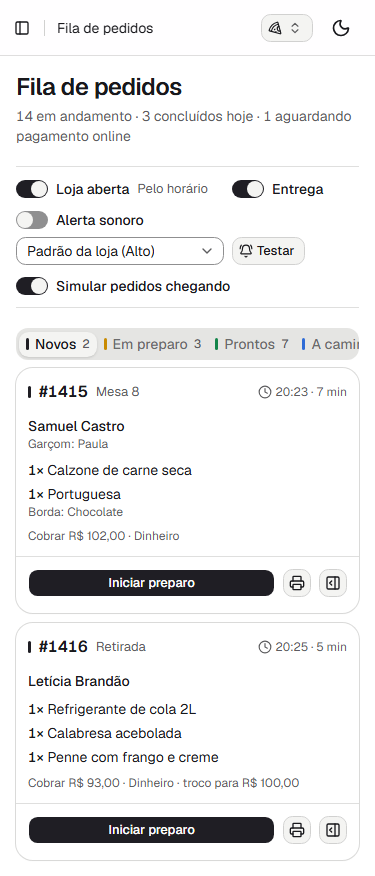 Fila de pedidos
Fila de pedidos
14 em andamento · 3 concluídos hoje · 1 aguardando
pagamento online
Loja aberta Pelo horário Entrega
Alerta sonoro
Padrão da loja (Alto) Testar
Simular pedidos chegando
Novos 2 Em preparo 3 Prontos 7 A camin
#1415 Mesa 8 20:23 · 7 min
Samuel Castro
Garçom: Paula
1× Calzone de carne seca
1× Portuguesa
Borda: Chocolate
Cobrar R$ 102,00 · Dinheiro
Iniciar preparo
#1416 Retirada 20:25 · 5 min
Letícia Brandão
1× Refrigerante de cola 2L
1× Calabresa acebolada
1× Penne com frango e creme
Cobrar R$ 93,00 · Dinheiro · troco para R$ 100,00
Iniciar preparo